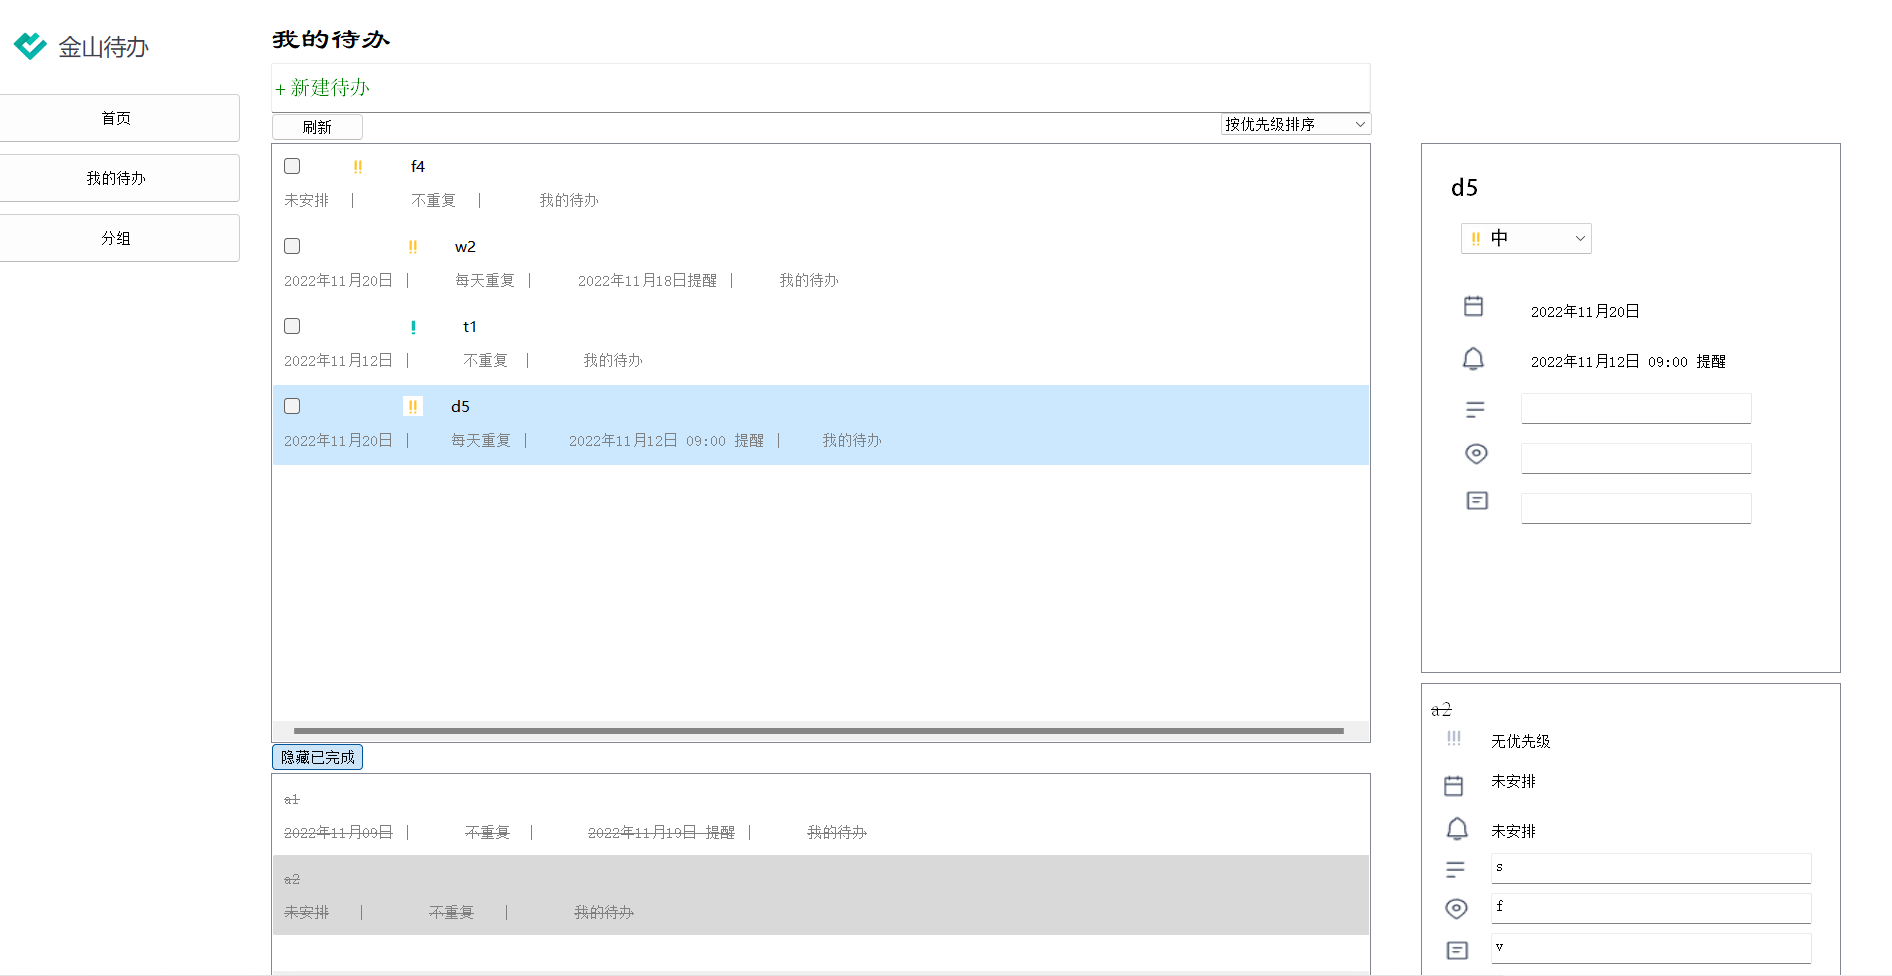 金山待办
首页
我的待办
分组
我的待办
+ 新建待办
刷新
按优先级排序
f4
未安排 | 不重复 | 我的待办
w2
2022年11月20日 | 每天重复 | 2022年11月18日提醒 | 我的待办
t1
2022年11月12日 | 不重复 | 我的待办
d5
2022年11月20日 | 每天重复 | 2022年11月12日 09:00 提醒 | 我的待办
隐藏已完成
a1
2022年11月09日 | 不重复 | 2022年11月19日 提醒 | 我的待办
a2
未安排 | 不重复 | 我的待办
d5
中
2022年11月20日
2022年11月12日 09:00 提醒
a2
无优先级
未安排
未安排
s
f
v